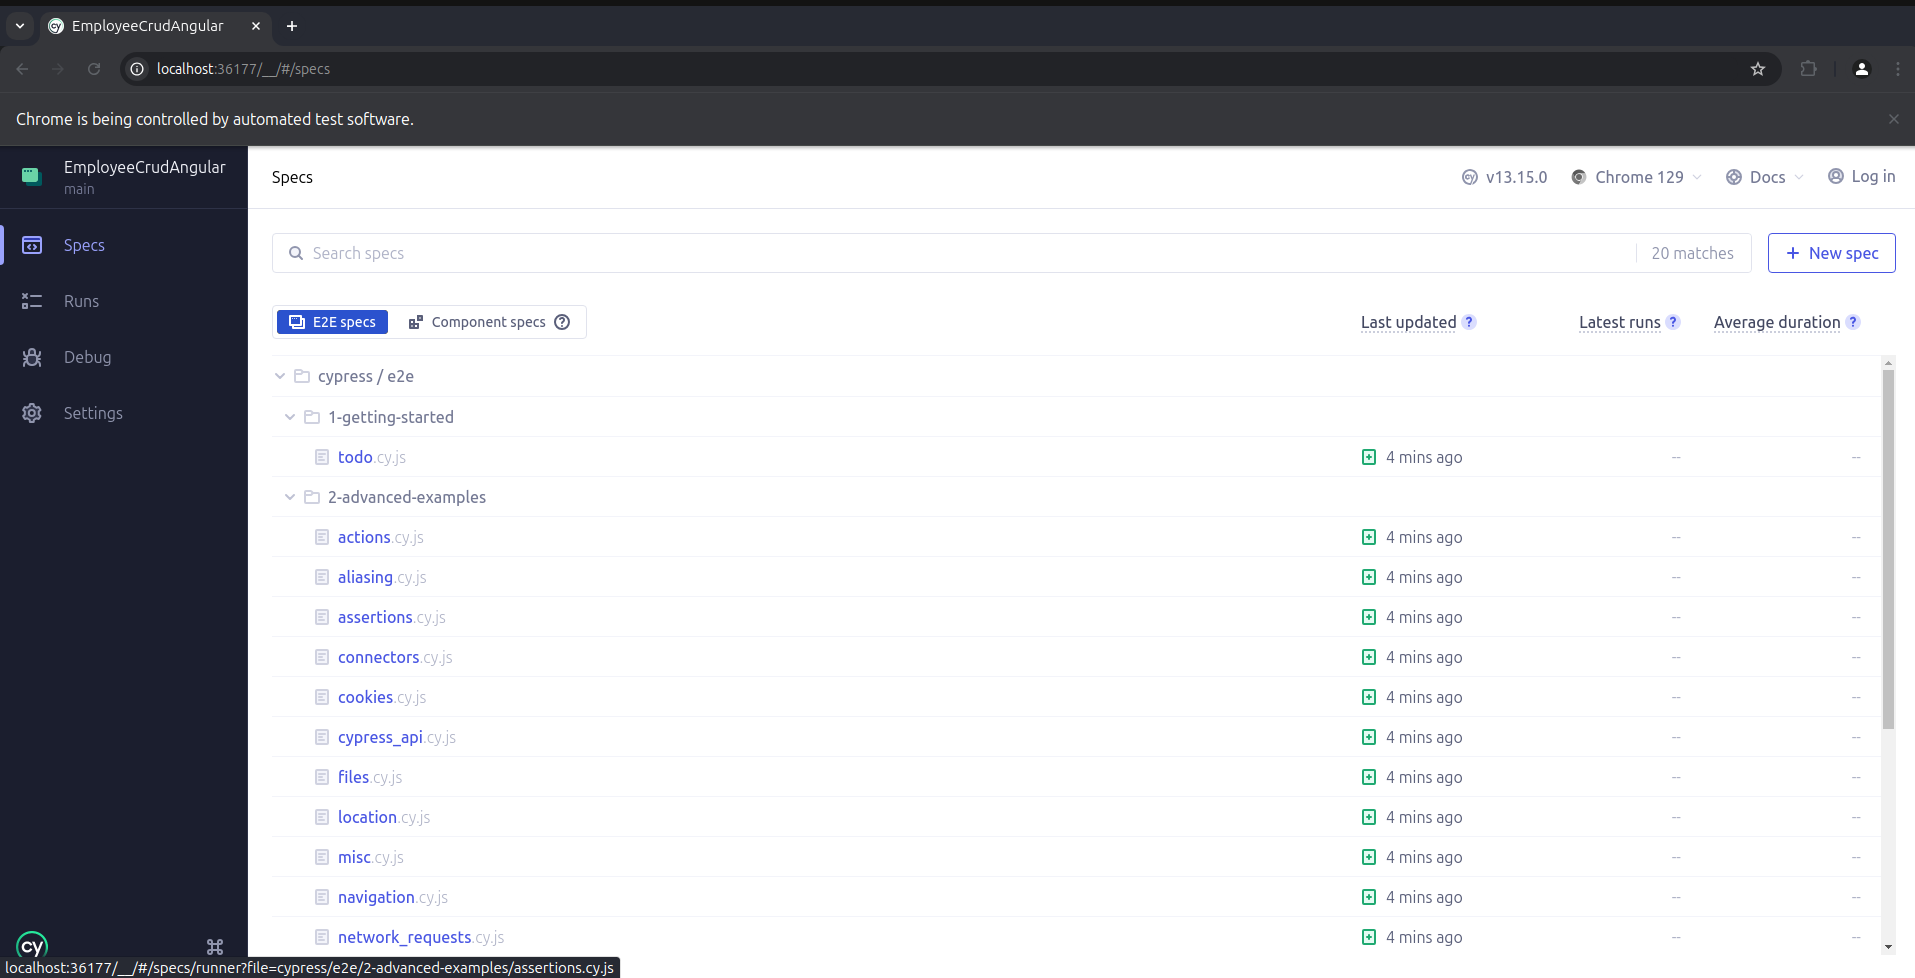 EmployeeCrudAngular
localhost:36177/__/#/specs
Chrome is being controlled by automated test software.
EmployeeCrudAngular
main
Specs
Runs
Debug
Settings
cy
Specs
v13.15.0
Chrome 129
Docs
Log in
Search specs
20 matches
+ New spec
E2E specs
Component specs ?
Last updated ?
Latest runs ?
Average duration ?
cypress / e2e
1-getting-started
todo.cy.js 4 mins ago -- --
2-advanced-examples
actions.cy.js 4 mins ago -- --
aliasing.cy.js 4 mins ago -- --
assertions.cy.js 4 mins ago -- --
connectors.cy.js 4 mins ago -- --
cookies.cy.js 4 mins ago -- --
cypress_api.cy.js 4 mins ago -- --
files.cy.js 4 mins ago -- --
location.cy.js 4 mins ago -- --
misc.cy.js 4 mins ago -- --
navigation.cy.js 4 mins ago -- --
network_requests.cy.js 4 mins ago -- --
localhost:36177/__/#/specs/runner?file=cypress/e2e/2-advanced-examples/assertions.cy.js